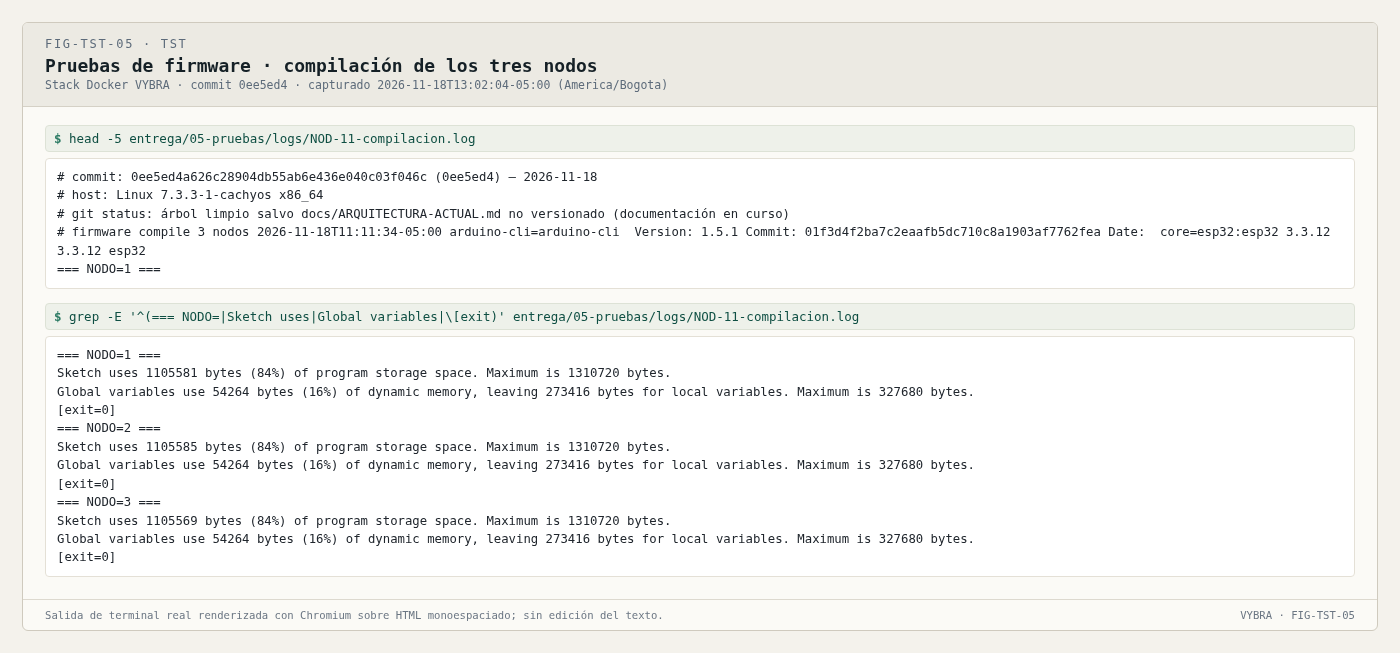 FIG-TST-05 · TST
Pruebas de firmware · compilación de los tres nodos
Stack Docker VYBRA · commit 0ee5ed4 · capturado 2026-11-18T13:02:04-05:00 (America/Bogota)
$ head -5 entrega/05-pruebas/logs/NOD-11-compilacion.log
# commit: 0ee5ed4a626c28904db55ab6e436e040c03f046c (0ee5ed4) — 2026-11-18
# host: Linux 7.3.3-1-cachyos x86_64
# git status: árbol limpio salvo docs/ARQUITECTURA-ACTUAL.md no versionado (documentación en curso)
# firmware compile 3 nodos 2026-11-18T11:11:34-05:00 arduino-cli=arduino-cli  Version: 1.5.1 Commit: 01f3d4f2ba7c2eaafb5dc710c8a1903af7762fea Date:  core=esp32:esp32 3.3.12
3.3.12 esp32
=== NODO=1 ===
$ grep -E '^(=== NODO=|Sketch uses|Global variables|\[exit)' entrega/05-pruebas/logs/NOD-11-compilacion.log
=== NODO=1 ===
Sketch uses 1105581 bytes (84%) of program storage space. Maximum is 1310720 bytes.
Global variables use 54264 bytes (16%) of dynamic memory, leaving 273416 bytes for local variables. Maximum is 327680 bytes.
[exit=0]
=== NODO=2 ===
Sketch uses 1105585 bytes (84%) of program storage space. Maximum is 1310720 bytes.
Global variables use 54264 bytes (16%) of dynamic memory, leaving 273416 bytes for local variables. Maximum is 327680 bytes.
[exit=0]
=== NODO=3 ===
Sketch uses 1105569 bytes (84%) of program storage space. Maximum is 1310720 bytes.
Global variables use 54264 bytes (16%) of dynamic memory, leaving 273416 bytes for local variables. Maximum is 327680 bytes.
[exit=0]
Salida de terminal real renderizada con Chromium sobre HTML monoespaciado; sin edición del texto.
VYBRA · FIG-TST-05